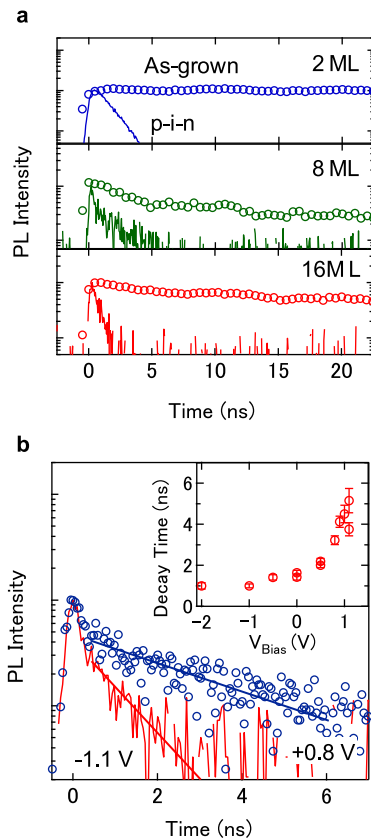 a
As-grown
2 ML
p-i-n
8 ML
16M L
PL Intensity
0 5 10 15 20
Time (ns)
b
PL Intensity
Decay Time (ns)
6
4
2
0
−2 −1 0 1
V_Bias (V)
-1.1 V
+0.8 V
0 2 4 6
Time (ns)